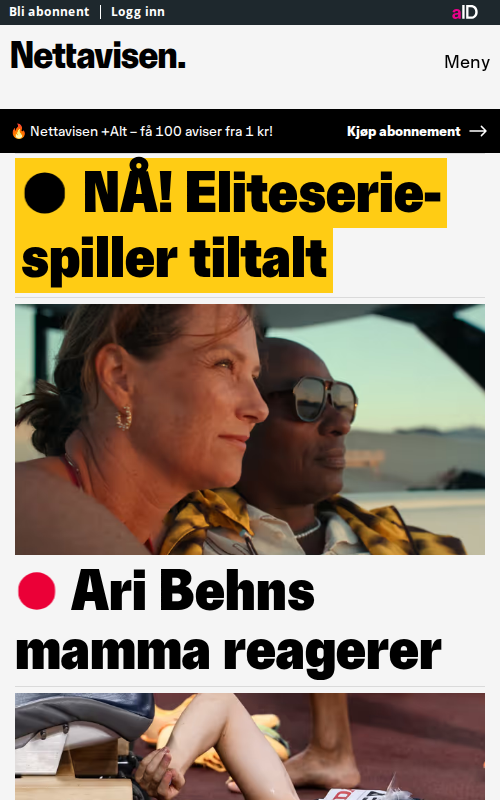 Bli abonnent | Logg inn
aID
Nettavisen.
Meny
🔥 Nettavisen +Alt – få 100 aviser fra 1 kr!
Kjøp abonnement →
NÅ! Eliteserie-
spiller tiltalt
Ari Behns
mamma reagerer